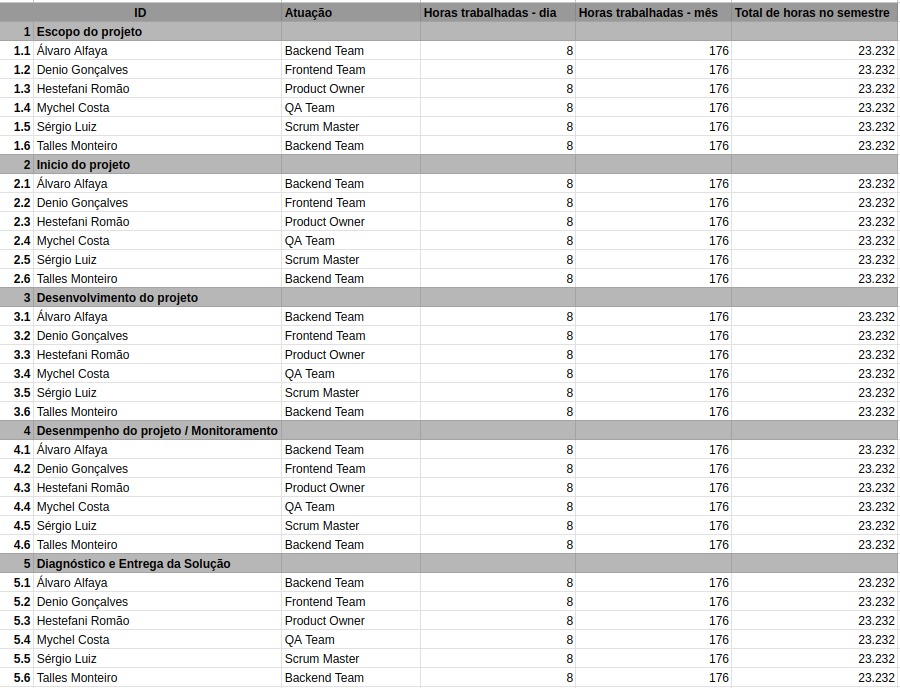 ID Atuação Horas trabalhadas - dia Horas trabalhadas - mês Total de horas no semestre
1 Escopo do projeto
1.1 Álvaro Alfaya Backend Team 8 176 23.232
1.2 Denio Gonçalves Frontend Team 8 176 23.232
1.3 Hestefani Romão Product Owner 8 176 23.232
1.4 Mychel Costa QA Team 8 176 23.232
1.5 Sérgio Luiz Scrum Master 8 176 23.232
1.6 Talles Monteiro Backend Team 8 176 23.232
2 Inicio do projeto
2.1 Álvaro Alfaya Backend Team 8 176 23.232
2.2 Denio Gonçalves Frontend Team 8 176 23.232
2.3 Hestefani Romão Product Owner 8 176 23.232
2.4 Mychel Costa QA Team 8 176 23.232
2.5 Sérgio Luiz Scrum Master 8 176 23.232
2.6 Talles Monteiro Backend Team 8 176 23.232
3 Desenvolvimento do projeto
3.1 Álvaro Alfaya Backend Team 8 176 23.232
3.2 Denio Gonçalves Frontend Team 8 176 23.232
3.3 Hestefani Romão Product Owner 8 176 23.232
3.4 Mychel Costa QA Team 8 176 23.232
3.5 Sérgio Luiz Scrum Master 8 176 23.232
3.6 Talles Monteiro Backend Team 8 176 23.232
4 Desenmpenho do projeto / Monitoramento
4.1 Álvaro Alfaya Backend Team 8 176 23.232
4.2 Denio Gonçalves Frontend Team 8 176 23.232
4.3 Hestefani Romão Product Owner 8 176 23.232
4.4 Mychel Costa QA Team 8 176 23.232
4.5 Sérgio Luiz Scrum Master 8 176 23.232
4.6 Talles Monteiro Backend Team 8 176 23.232
5 Diagnóstico e Entrega da Solução
5.1 Álvaro Alfaya Backend Team 8 176 23.232
5.2 Denio Gonçalves Frontend Team 8 176 23.232
5.3 Hestefani Romão Product Owner 8 176 23.232
5.4 Mychel Costa QA Team 8 176 23.232
5.5 Sérgio Luiz Scrum Master 8 176 23.232
5.6 Talles Monteiro Backend Team 8 176 23.232